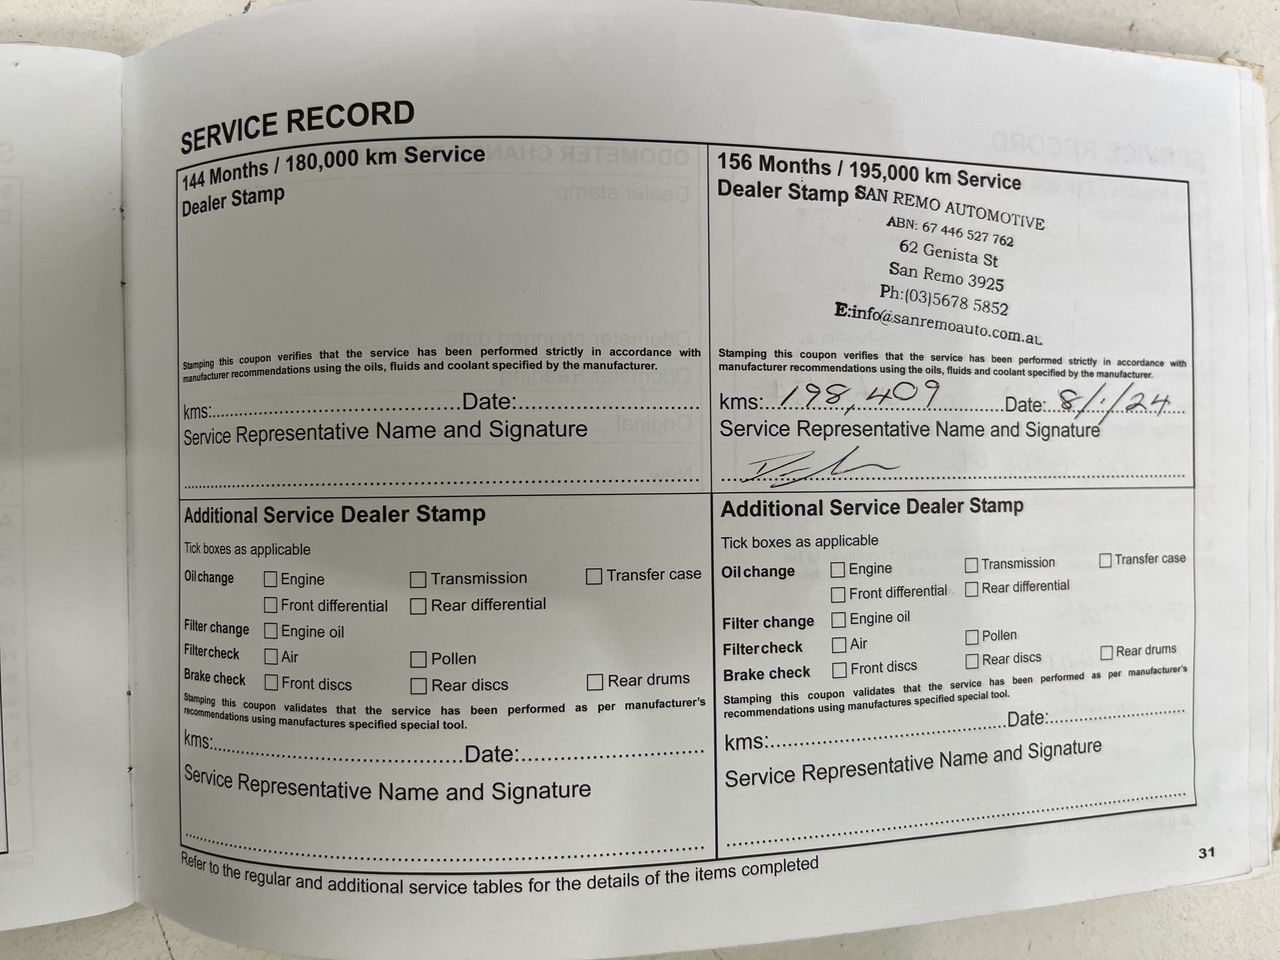 SERVICE RECORD
144 Months / 180,000 km Service
Dealer Stamp
Stamping this coupon verifies that the service has been performed strictly in accordance with
manufacturer recommendations using the oils, fluids and coolant specified by the manufacturer.
kms:..........Date:..........
Service Representative Name and Signature
156 Months / 195,000 km Service
Dealer Stamp SAN REMO AUTOMOTIVE
ABN: 67 446 527 762
62 Genista St
San Remo 3925
Ph:(03)5678 5852
E:info@sanremoauto.com.au
Stamping this coupon verifies that the service has been performed strictly in accordance with
manufacturer recommendations using the oils, fluids and coolant specified by the manufacturer.
kms:...198,409..........Date:..8/1/24....
Service Representative Name and Signature
Additional Service Dealer Stamp
Tick boxes as applicable
Oil change Engine Transmission Transfer case
Front differential Rear differential
Filter change Engine oil
Filter check Air Pollen
Brake check Front discs Rear discs Rear drums
Stamping this coupon validates that the service has been performed as per manufacturer's
recommendations using manufactures specified special tool.
kms:..........Date:..........
Service Representative Name and Signature
Additional Service Dealer Stamp
Tick boxes as applicable
Oil change Engine Transmission Transfer case
Front differential Rear differential
Filter change Engine oil
Filter check Air Pollen
Brake check Front discs Rear discs Rear drums
Stamping this coupon validates that the service has been performed as per manufacturer's
recommendations using manufactures specified special tool.
kms:..........Date:..........
Service Representative Name and Signature
Refer to the regular and additional service tables for the details of the items completed
31